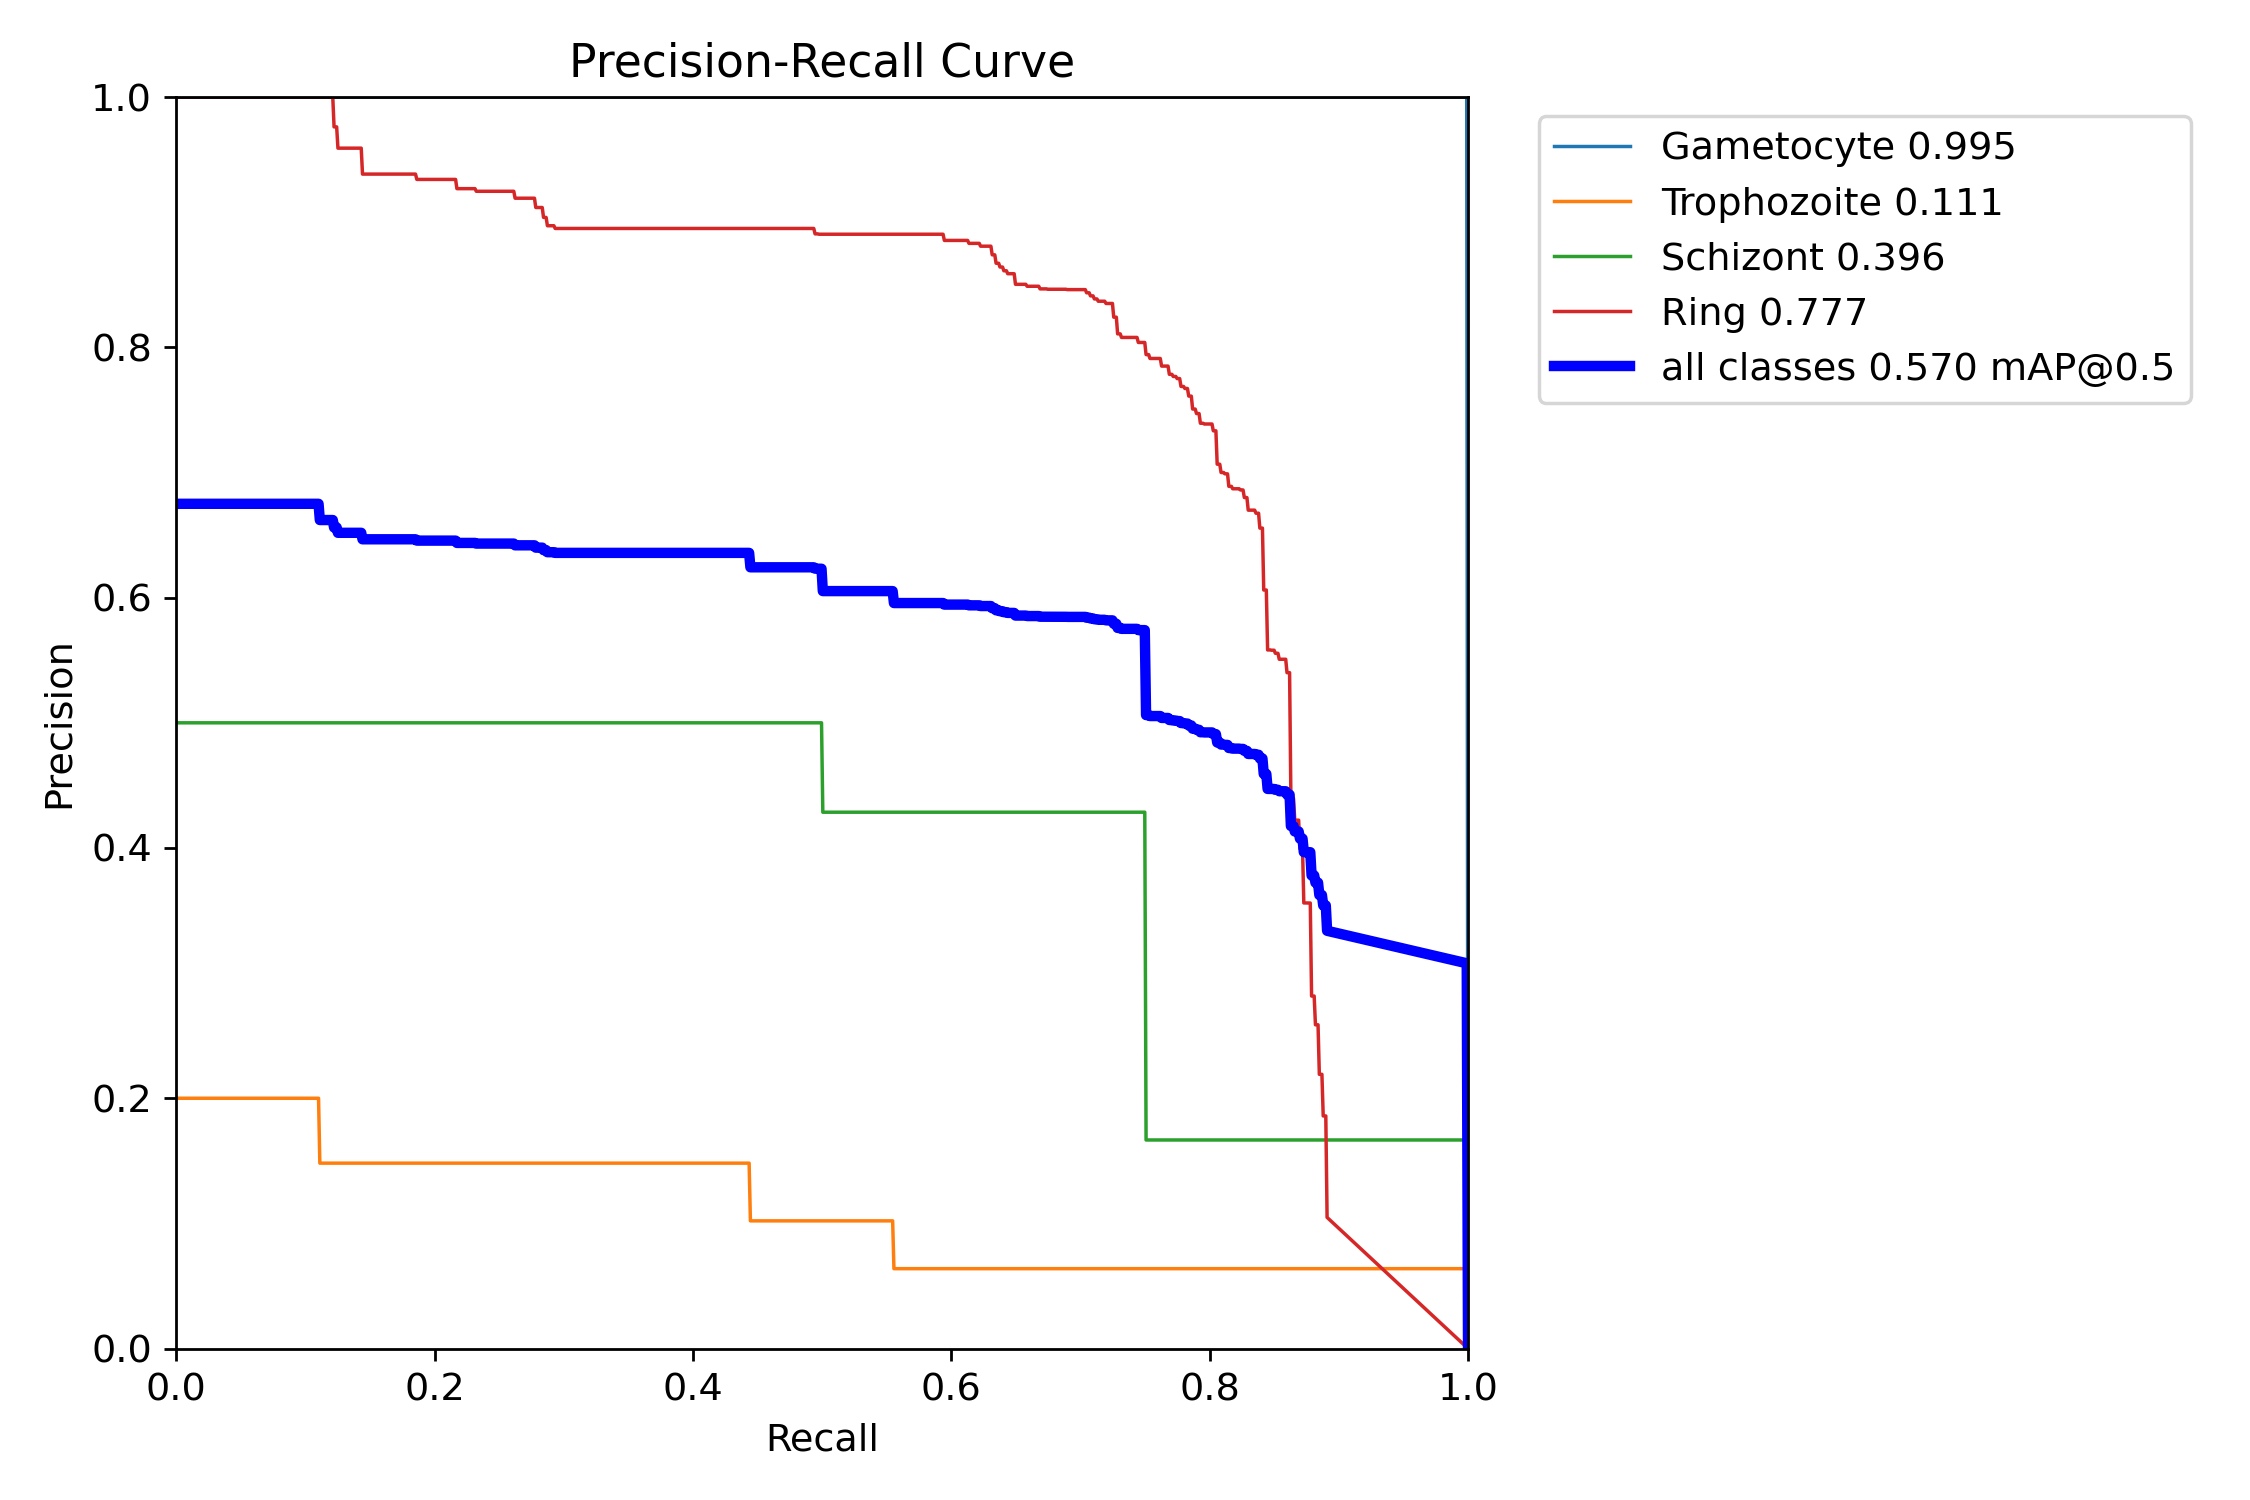 Precision-Recall Curve
1.0
0.8
0.6
0.4
0.2
0.0
Precision
0.0 0.2 0.4 0.6 0.8 1.0
Recall
Gametocyte 0.995
Trophozoite 0.111
Schizont 0.396
Ring 0.777
all classes 0.570 mAP@0.5